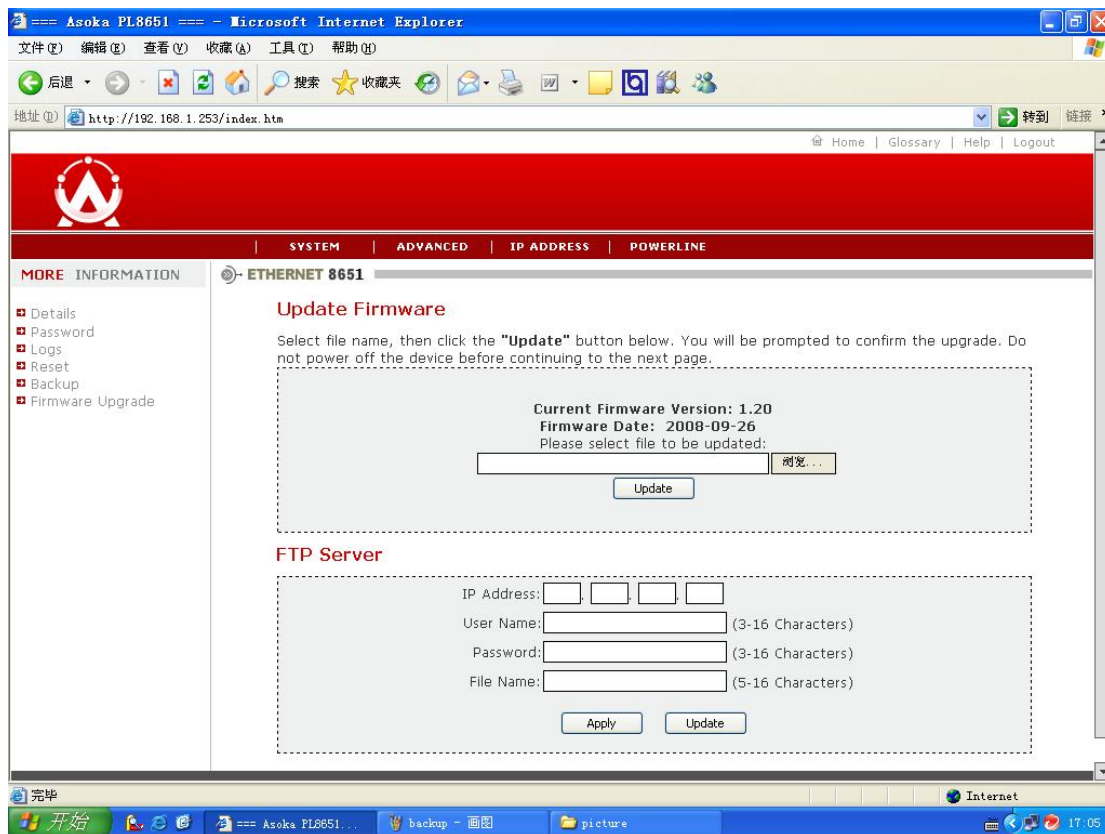 === Asoka PL8651 === - Microsoft Internet Explorer
文件(F) 编辑(E) 查看(V) 收藏(A) 工具(T) 帮助(H)
后退 搜索 收藏夹
地址(D) http://192.168.1.253/index.htm 转到 链接
Home | Glossary | Help | Logout
| SYSTEM | ADVANCED | IP ADDRESS | POWERLINE
MORE INFORMATION
Details
Password
Logs
Reset
Backup
Firmware Upgrade
ETHERNET 8651
Update Firmware
Select file name, then click the "Update" button below. You will be prompted to confirm the upgrade. Do
not power off the device before continuing to the next page.
Current Firmware Version: 1.20
Firmware Date: 2008-09-26
Please select file to be updated:
浏览...
Update
FTP Server
IP Address: . . .
User Name: (3-16 Characters)
Password: (3-16 Characters)
File Name: (5-16 Characters)
Apply Update
完毕 Internet
开始 === Asoka PL8651... backup - 画图 picture 17:05